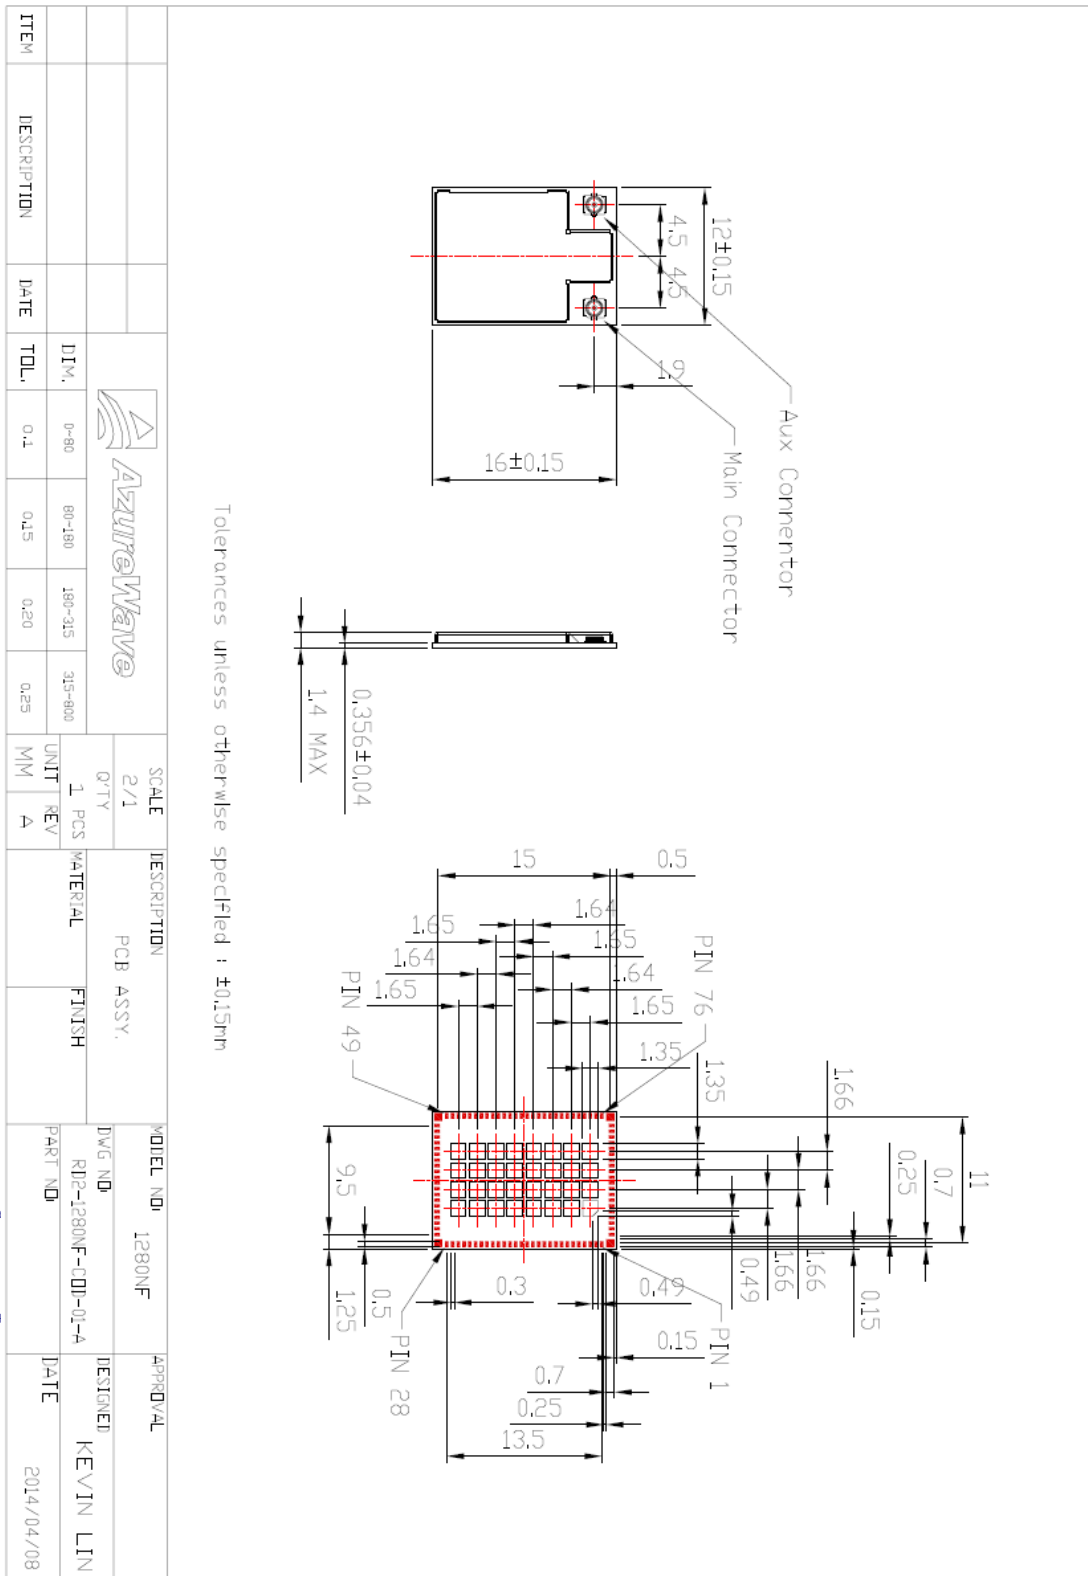 12±0.15
4.5
4.5
1.9
16±0.15
Aux Connentor
Main Connector
0.356±0.04
1.4 MAX
15
0.5
1.64
1.65
1.65
1.64
1.64
1.65
1.65
1.35
1.35
PIN 76
PIN 49
1.66
11
0.7
0.25
9.5
0.5
1.25
0.3
0.49
0.49
1.66
1.66
0.15
0.15
PIN 1
PIN 28
0.7
0.25
13.5
Tolerances unless otherwise specified : ±0.15mm
ITEM
DESCRIPTION
DATE
AzureWave
DIM.
0~80
80~180
180~315
315~800
TOL.
0.1
0.15
0.20
0.25
SCALE
2/1
Q'TY
1 PCS
UNIT
MM
REV
A
DESCRIPTION
PCB ASSY.
MATERIAL
FINISH
MODEL NO:
1280NF
DWG NO:
RD2-1280NF-COD-01-A
PART NO:
APPROVAL
DESIGNED
KEVIN LIN
DATE
2014/04/08